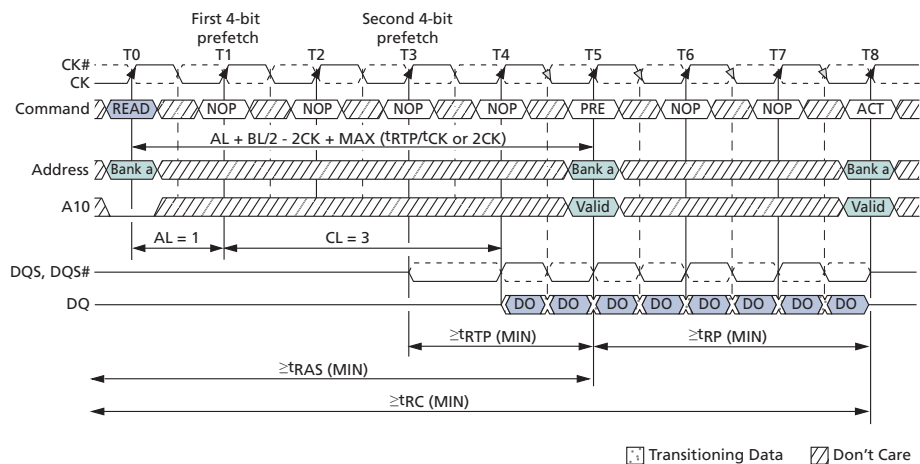 First 4-bit prefetch
Second 4-bit prefetch
T0 T1 T2 T3 T4 T5 T6 T7 T8
CK#
CK
Command READ NOP NOP NOP NOP PRE NOP NOP ACT
AL + BL/2 - 2CK + MAX (tRTP/tCK or 2CK)
Address Bank a Bank a Bank a
A10 Valid Valid
AL = 1 CL = 3
DQS, DQS#
DQ DO DO DO DO DO DO DO DO
≥tRTP (MIN) ≥tRP (MIN)
≥tRAS (MIN)
≥tRC (MIN)
Transitioning Data Don't Care